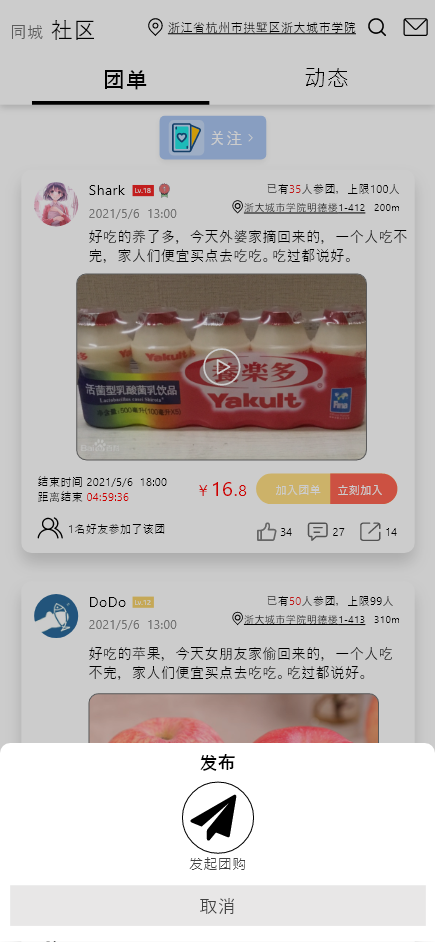 同城 社区
浙江省杭州市拱墅区浙大城市学院
团单 动态
关注 >
Shark Lv.18
已有35人参团，上限100人
2021/5/6 13:00
浙大城市学院明德楼1-412 200m
好吃的养了多，今天外婆家摘回来的，一个人吃不
完，家人们便宜买点去吃吃。吃过都说好。
Yakult
养樂多
活菌型乳酸菌乳饮品
Yakult
结束时间 2021/5/6 18:00
距离结束 04:59:36
￥16.8
加入团单 立刻加入
1名好友参加了该团
34 27 14
DoDo Lv.12
已有50人参团，上限99人
2021/5/6 13:00
浙大城市学院明德楼1-413 310m
好吃的苹果，今天女朋友家偷回来的，一个人吃
不完，家人们便宜买点去吃吃。吃过都说好。
发布
发起团购
取消